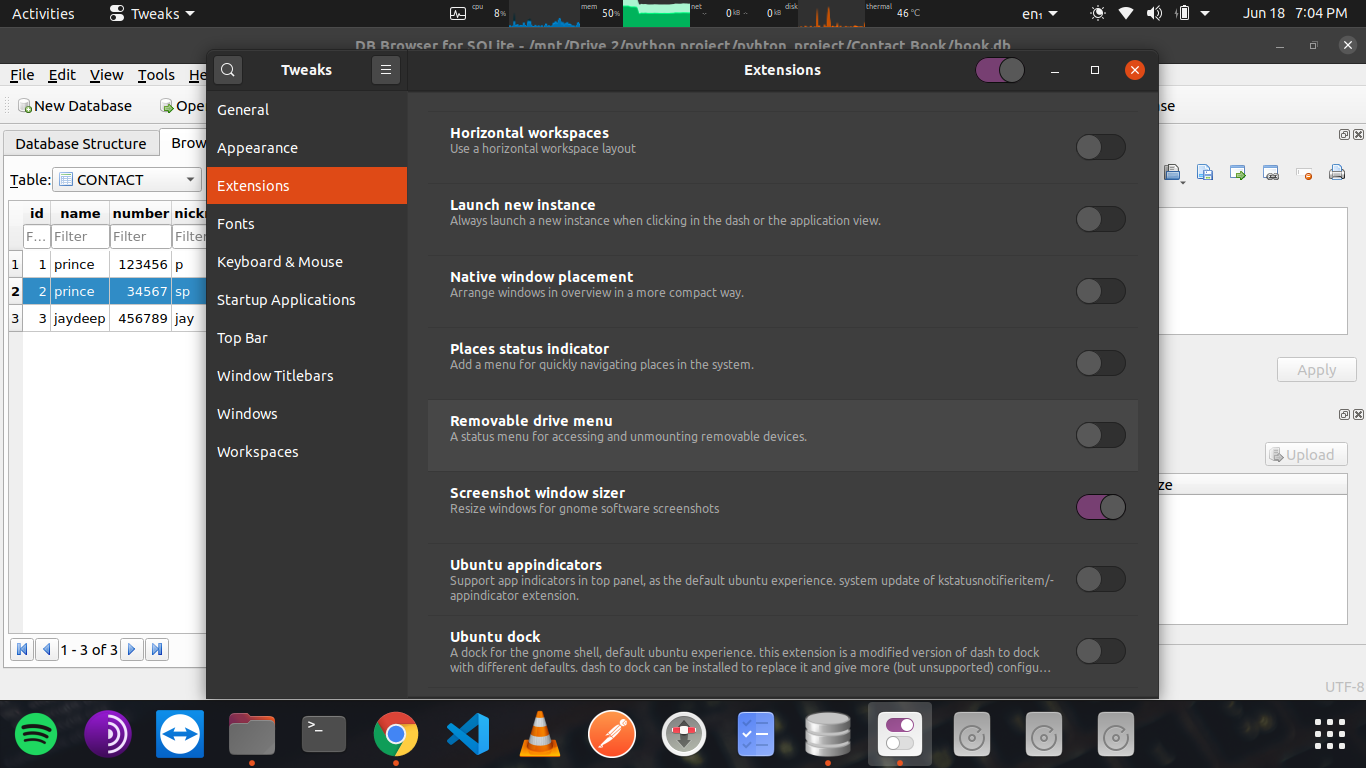 Activities
Tweaks
cpu
8%
mem
50%
net
0 kB
0 kB
disk
thermal
46 °C
en₁
Jun 18 7:04 PM
DB Browser for SQLite - /mnt/Drive 2/python project/pyhton_project/Contact Book/book.db
File Edit View Tools He
New Database
Ope
se
Database Structure
Brow
Table:
CONTACT
id name number nickn
F... Filter Filter Filter
1 1 prince 123456 p
2 2 prince 34567 sp
3 3 jaydeep 456789 jay
1 - 3 of 3
Tweaks
General
Appearance
Extensions
Fonts
Keyboard & Mouse
Startup Applications
Top Bar
Window Titlebars
Windows
Workspaces
Extensions
Horizontal workspaces
Use a horizontal workspace layout
Launch new instance
Always launch a new instance when clicking in the dash or the application view.
Native window placement
Arrange windows in overview in a more compact way.
Places status indicator
Add a menu for quickly navigating places in the system.
Removable drive menu
A status menu for accessing and unmounting removable devices.
Screenshot window sizer
Resize windows for gnome software screenshots
Ubuntu appindicators
Support app indicators in top panel, as the default ubuntu experience. system update of kstatusnotifieritem/-
appindicator extension.
Ubuntu dock
A dock for the gnome shell, default ubuntu experience. this extension is a modified version of dash to dock
with different defaults. dash to dock can be installed to replace it and give more (but unsupported) configu…
Apply
Upload
ze
UTF-8
>_